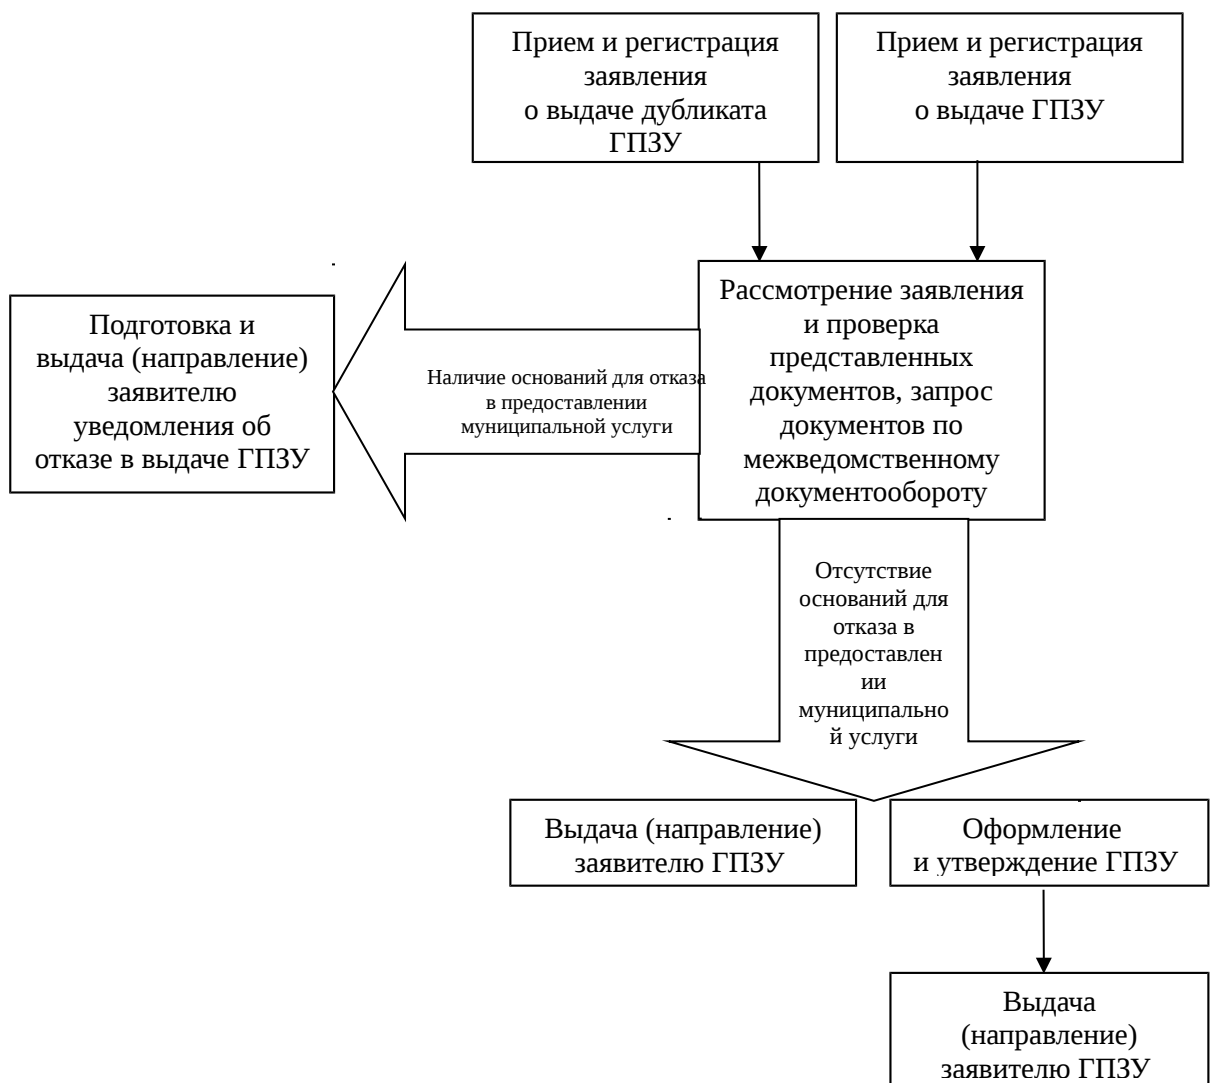 Прием и регистрация
заявления
о выдаче дубликата
ГПЗУ
Прием и регистрация
заявления
о выдаче ГПЗУ
Рассмотрение заявления
и проверка
представленных
документов, запрос
документов по
межведомственному
документообороту
Подготовка и
выдача (направление)
заявителю
уведомления об
отказе в выдаче ГПЗУ
Наличие оснований для отказа
в предоставлении
муниципальной услуги
Отсутствие
оснований для
отказа в
предоставлен
ии
муниципально
й услуги
Выдача (направление)
заявителю ГПЗУ
Оформление
и утверждение ГПЗУ
Выдача
(направление)
заявителю ГПЗУ